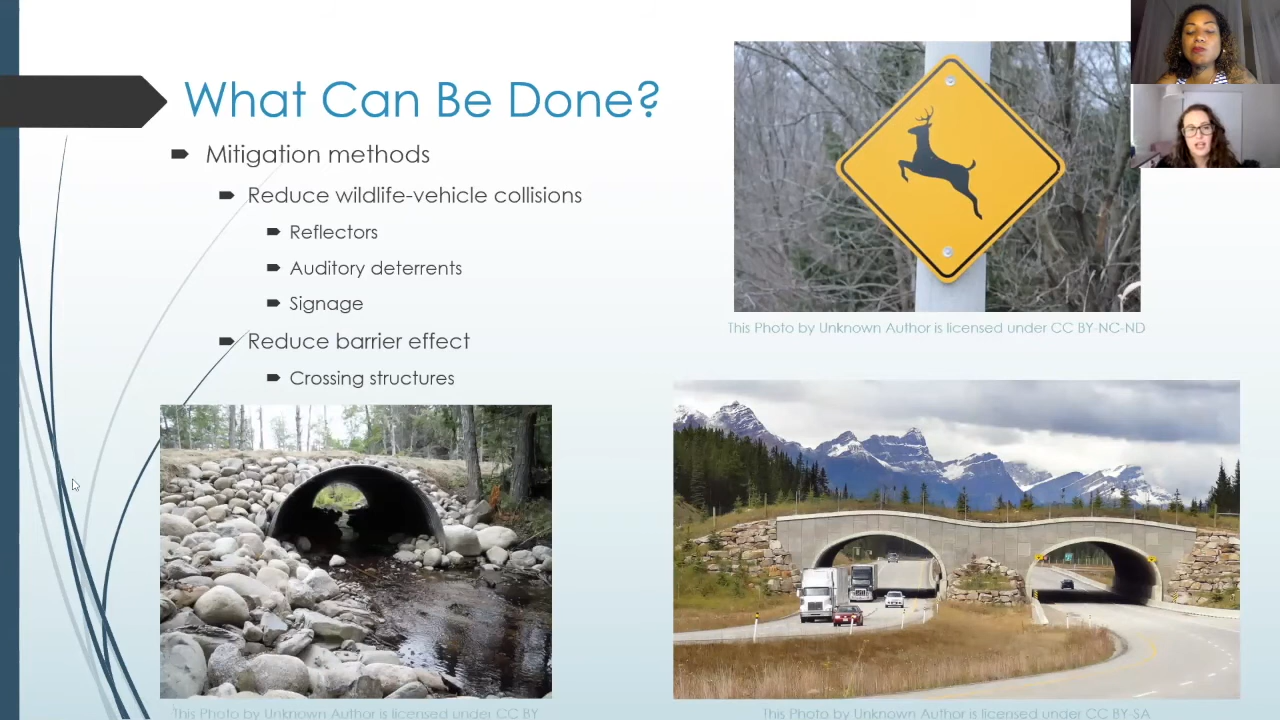 What Can Be Done?
Mitigation methods
Reduce wildlife-vehicle collisions
Reflectors
Auditory deterrents
Signage
Reduce barrier effect
Crossing structures
This Photo by Unknown Author is licensed under CC BY-NC-ND
This Photo by Unknown Author is licensed under CC BY
This Photo by Unknown Author is licensed under CC BY-SA